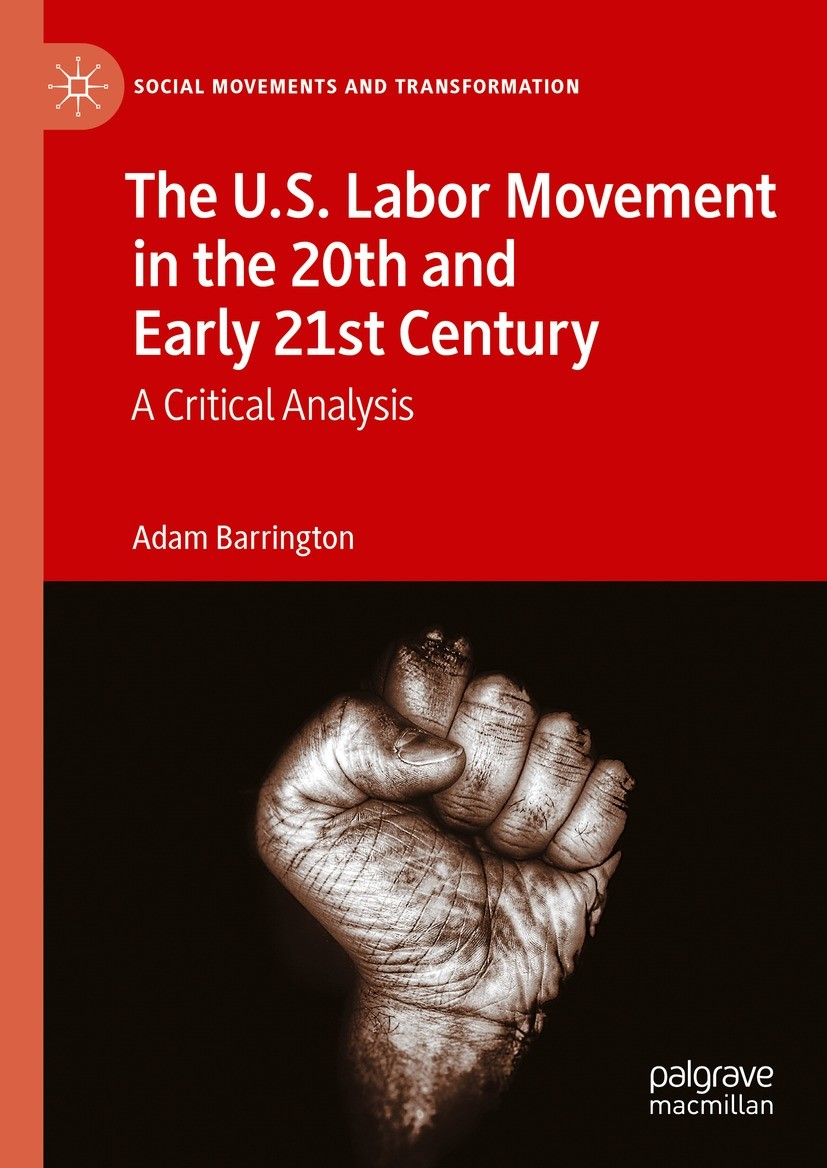 SOCIAL MOVEMENTS AND TRANSFORMATION
The U.S. Labor Movement
in the 20th and
Early 21st Century
A Critical Analysis
Adam Barrington
palgrave
macmillan